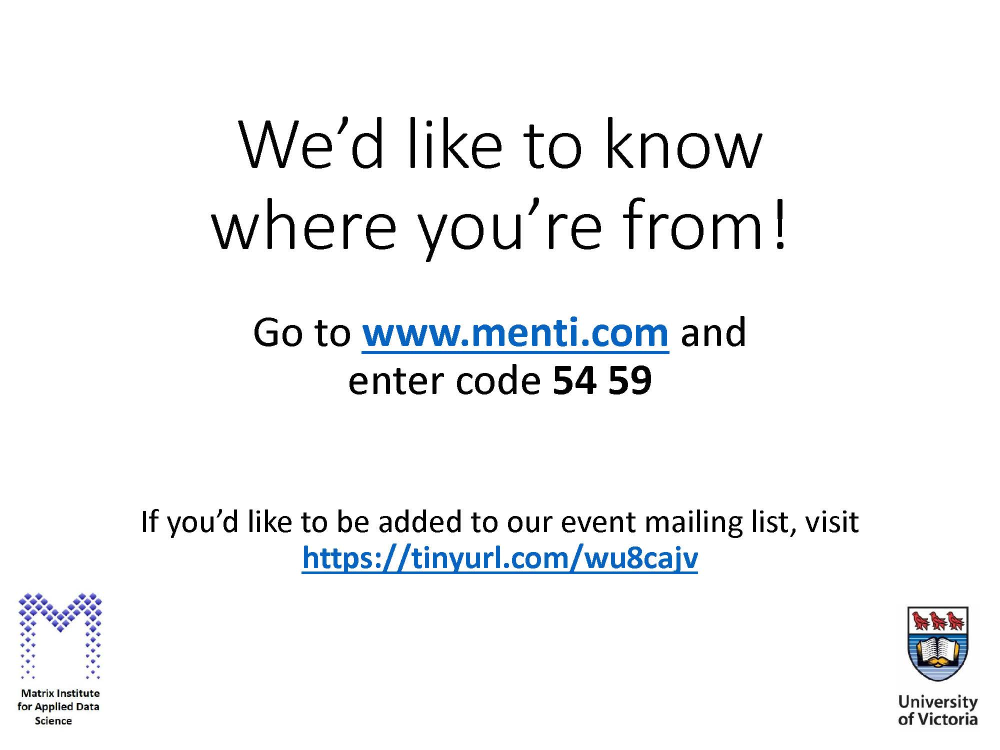 We’d like to know
where you’re from!
Go to www.menti.com and
enter code 54 59
If you’d like to be added to our event mailing list, visit
https://tinyurl.com/wu8cajv
Matrix Institute
for Applied Data
Science
University
of Victoria